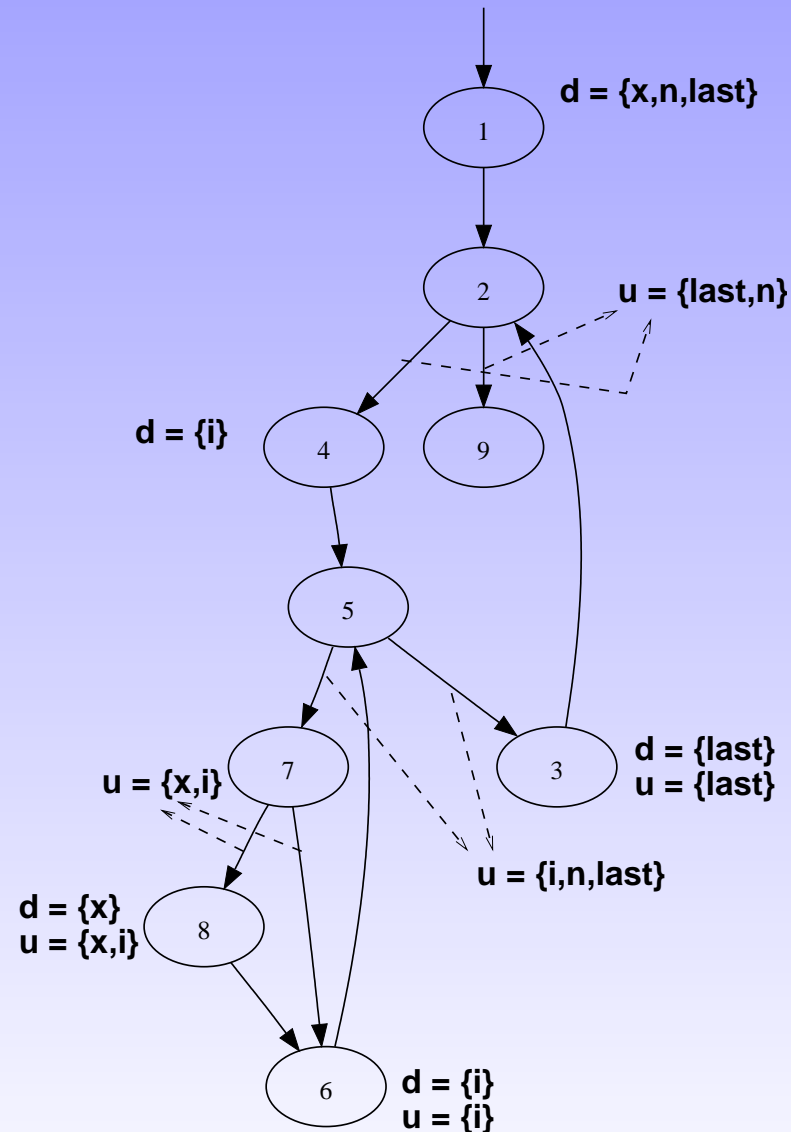 d = {x,n,last}
1
2
u = {last,n}
d = {i}
4
9
5
7
3
d = {last}
u = {last}
u = {x,i}
u = {i,n,last}
8
d = {x}
u = {x,i}
6
d = {i}
u = {i}